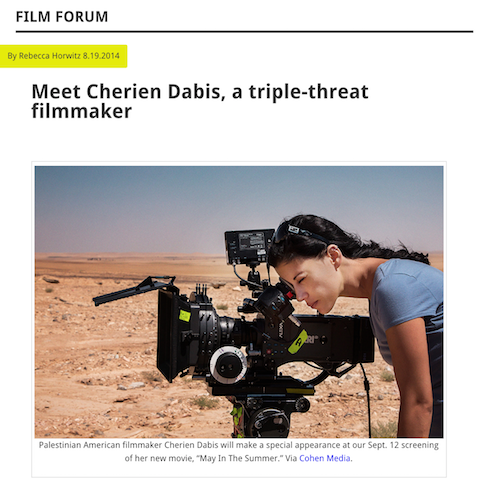 FILM FORUM
By Rebecca Horwitz 8.19.2014
Meet Cherien Dabis, a triple-threat
filmmaker
Palestinian American filmmaker Cherien Dabis will make a special appearance at our Sept. 12 screening
of her new movie, "May In The Summer." Via Cohen Media.